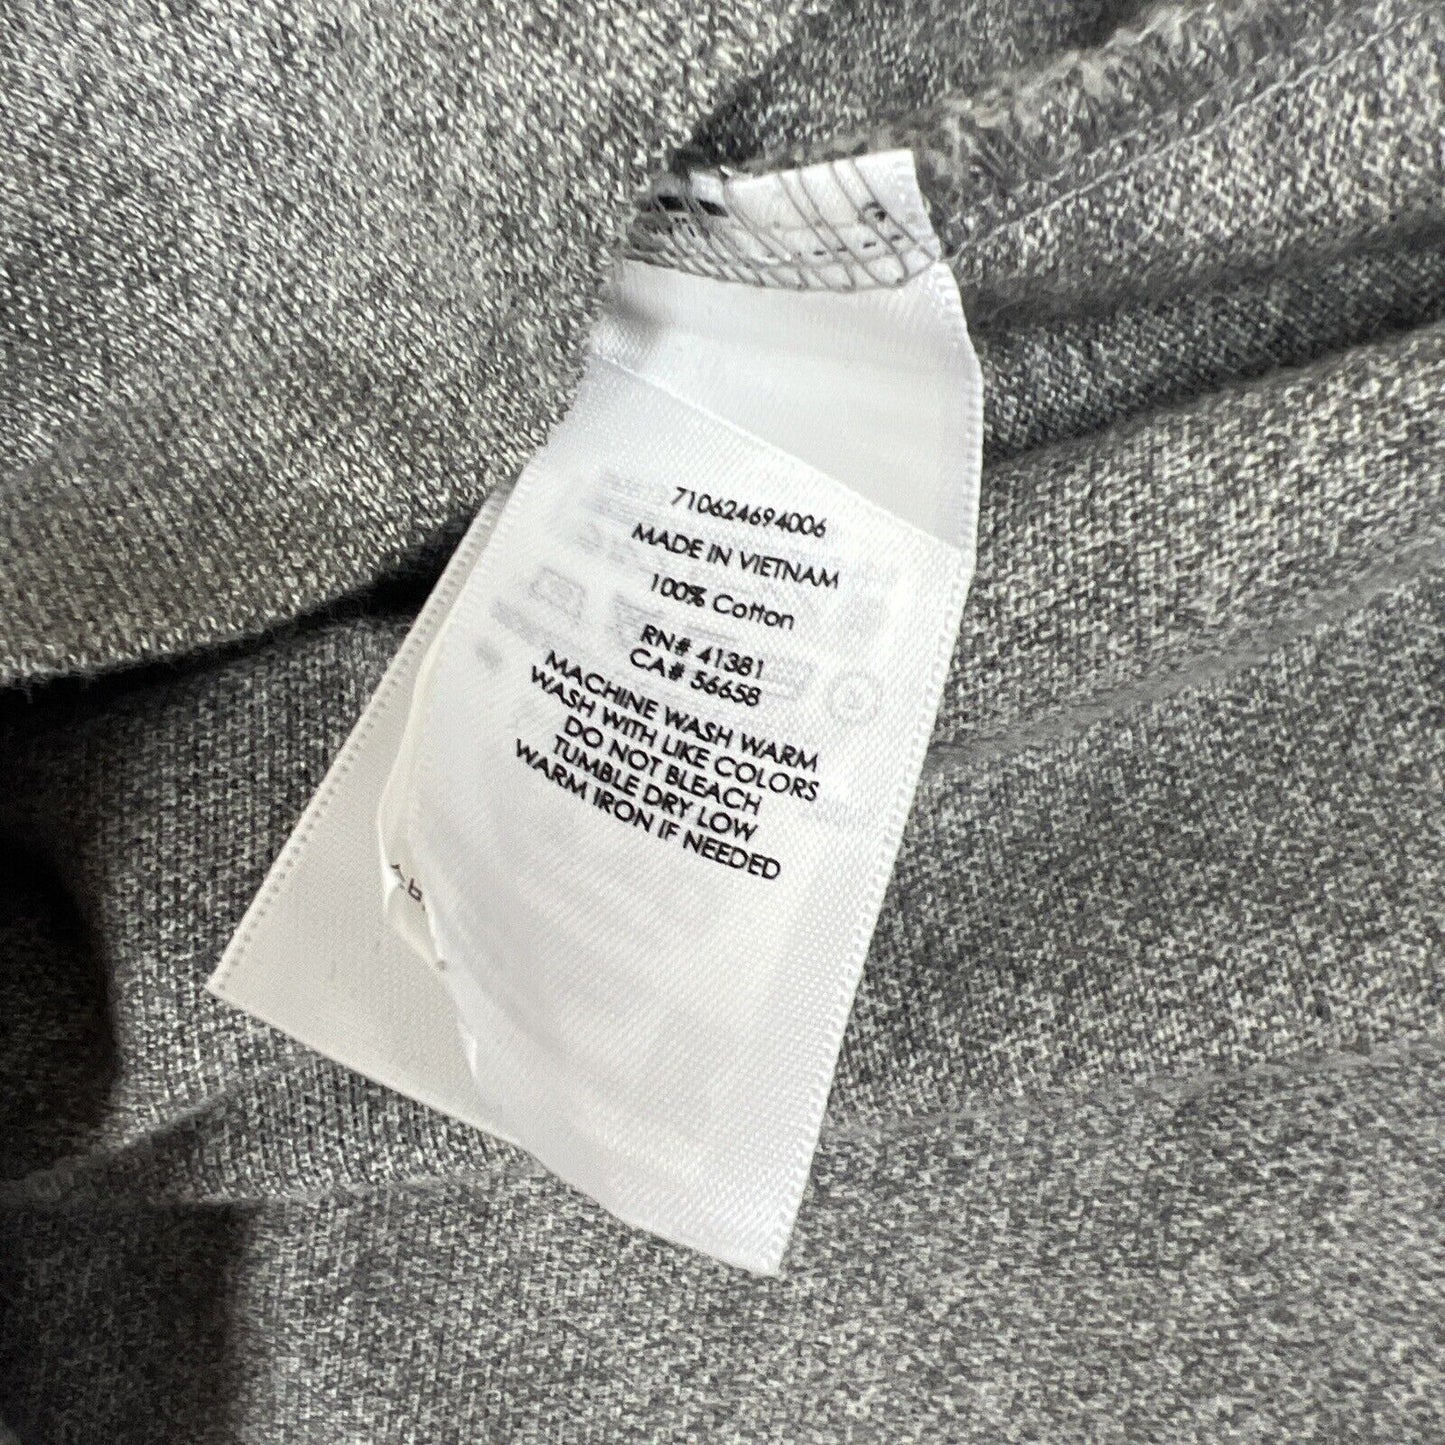 710624694006
MADE IN VIETNAM
100% Cotton
RN# 41381
CA# 56658
MACHINE WASH WARM
WASH WITH LIKE COLORS
DO NOT BLEACH
TUMBLE DRY LOW
WARM IRON IF NEEDED